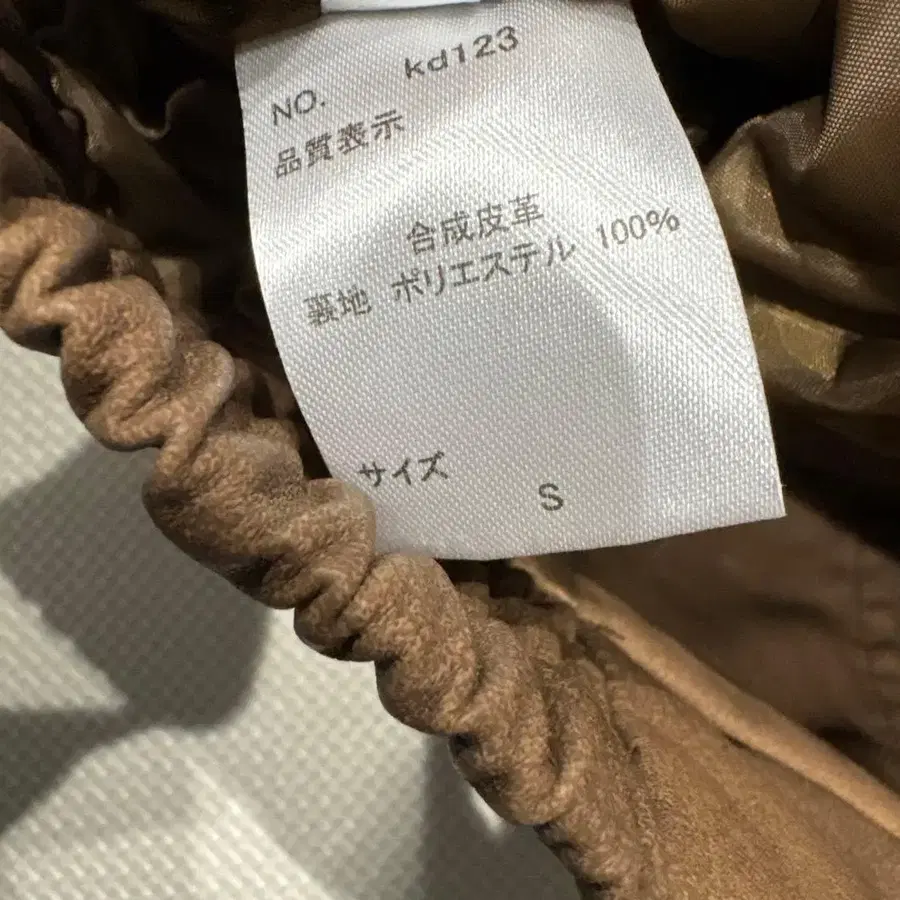 NO. kd123
品質表示
合成皮革
裏地 ポリエステル 100%
サイズ
S